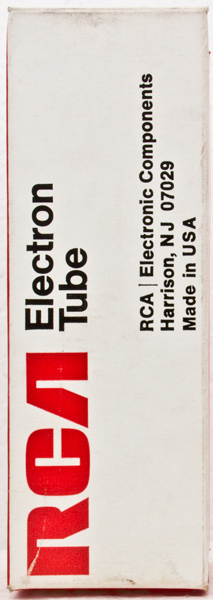 RCA Electron
Tube
RCA | Electronic Components
Harrison, NJ 07029
Made in USA